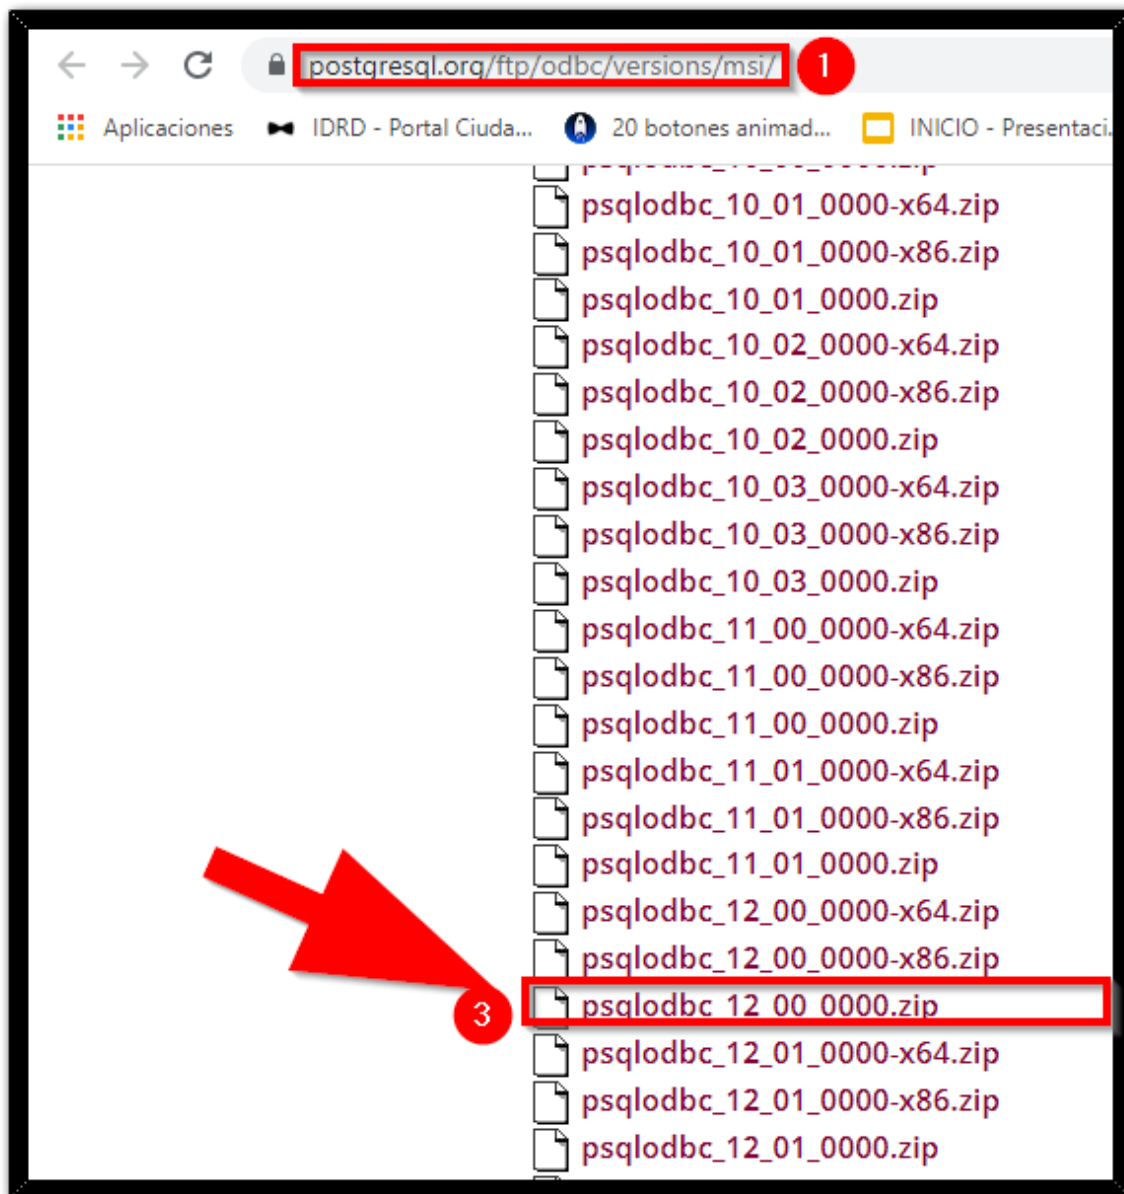 postgresql.org/ftp/odbc/versions/msi/ 1
Aplicaciones IDRD - Portal Ciuda... 20 botones animad... INICIO - Presentaci.
psqlodbc_10_01_0000-x64.zip
psqlodbc_10_01_0000-x86.zip
psqlodbc_10_01_0000.zip
psqlodbc_10_02_0000-x64.zip
psqlodbc_10_02_0000-x86.zip
psqlodbc_10_02_0000.zip
psqlodbc_10_03_0000-x64.zip
psqlodbc_10_03_0000-x86.zip
psqlodbc_10_03_0000.zip
psqlodbc_11_00_0000-x64.zip
psqlodbc_11_00_0000-x86.zip
psqlodbc_11_00_0000.zip
psqlodbc_11_01_0000-x64.zip
psqlodbc_11_01_0000-x86.zip
psqlodbc_11_01_0000.zip
psqlodbc_12_00_0000-x64.zip
psqlodbc_12_00_0000-x86.zip
3 psqlodbc_12_00_0000.zip
psqlodbc_12_01_0000-x64.zip
psqlodbc_12_01_0000-x86.zip
psqlodbc_12_01_0000.zip